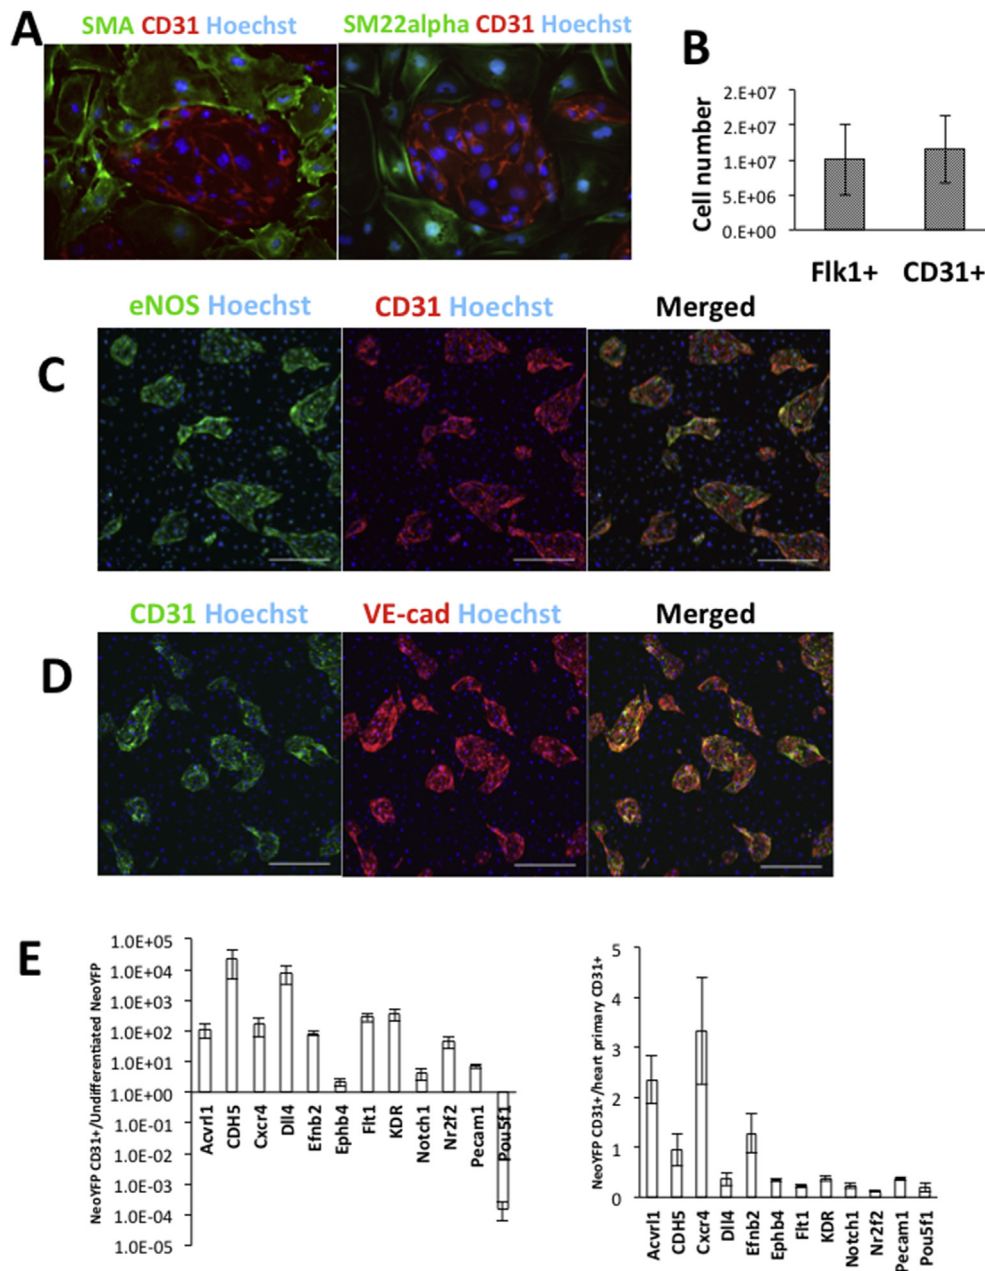 A
SMA CD31 Hoechst
SM22alpha CD31 Hoechst
B
Cell number
2.E+07
2.E+07
1.E+07
5.E+06
0.E+00
Flk1+ CD31+
C
eNOS Hoechst
CD31 Hoechst
Merged
D
CD31 Hoechst
VE-cad Hoechst
Merged
E
NeoYFP CD31+/Undifferentiated NeoYFP
1.0E+05
1.0E+04
1.0E+03
1.0E+02
1.0E+01
1.0E+00
1.0E-01
1.0E-02
1.0E-03
1.0E-04
1.0E-05
Acvrl1
CDH5
Cxcr4
Dll4
Efnb2
Ephb4
Flt1
KDR
Notch1
Nr2f2
Pecam1
Pou5f1
NeoYFP CD31+/heart primary CD31+
5
4
3
2
1
0
Acvrl1
CDH5
Cxcr4
Dll4
Efnb2
Ephb4
Flt1
KDR
Notch1
Nr2f2
Pecam1
Pou5f1